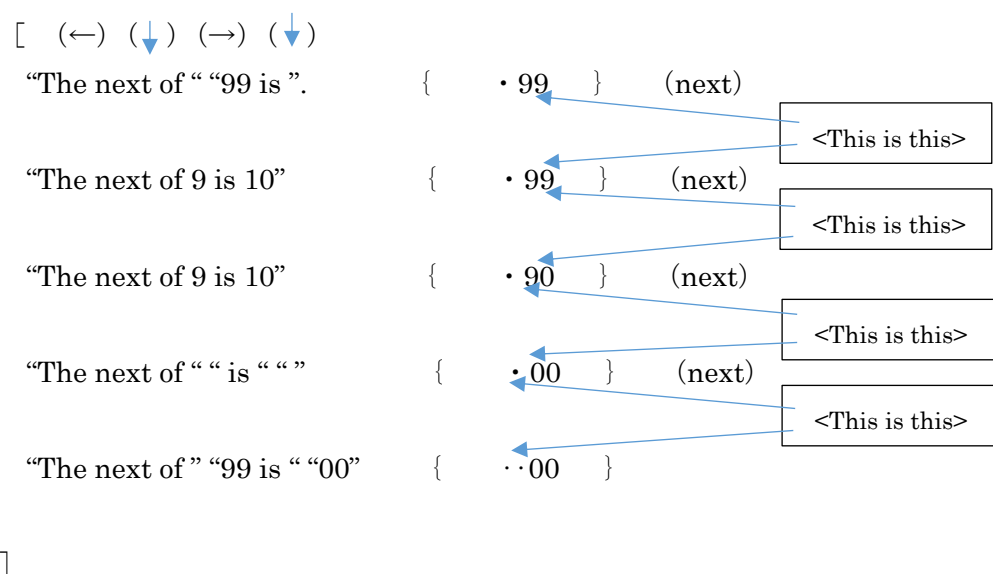 [ (←) (↓) (→) (↓)
“The next of “ “99 is ”. { ・99 } (next)
<This is this>
“The next of 9 is 10” { ・99 } (next)
<This is this>
“The next of 9 is 10” { ・90 } (next)
<This is this>
“The next of “ “ is “ “ ” { ・00 } (next)
<This is this>
“The next of ” “99 is “ “00” { ‥00 }
]